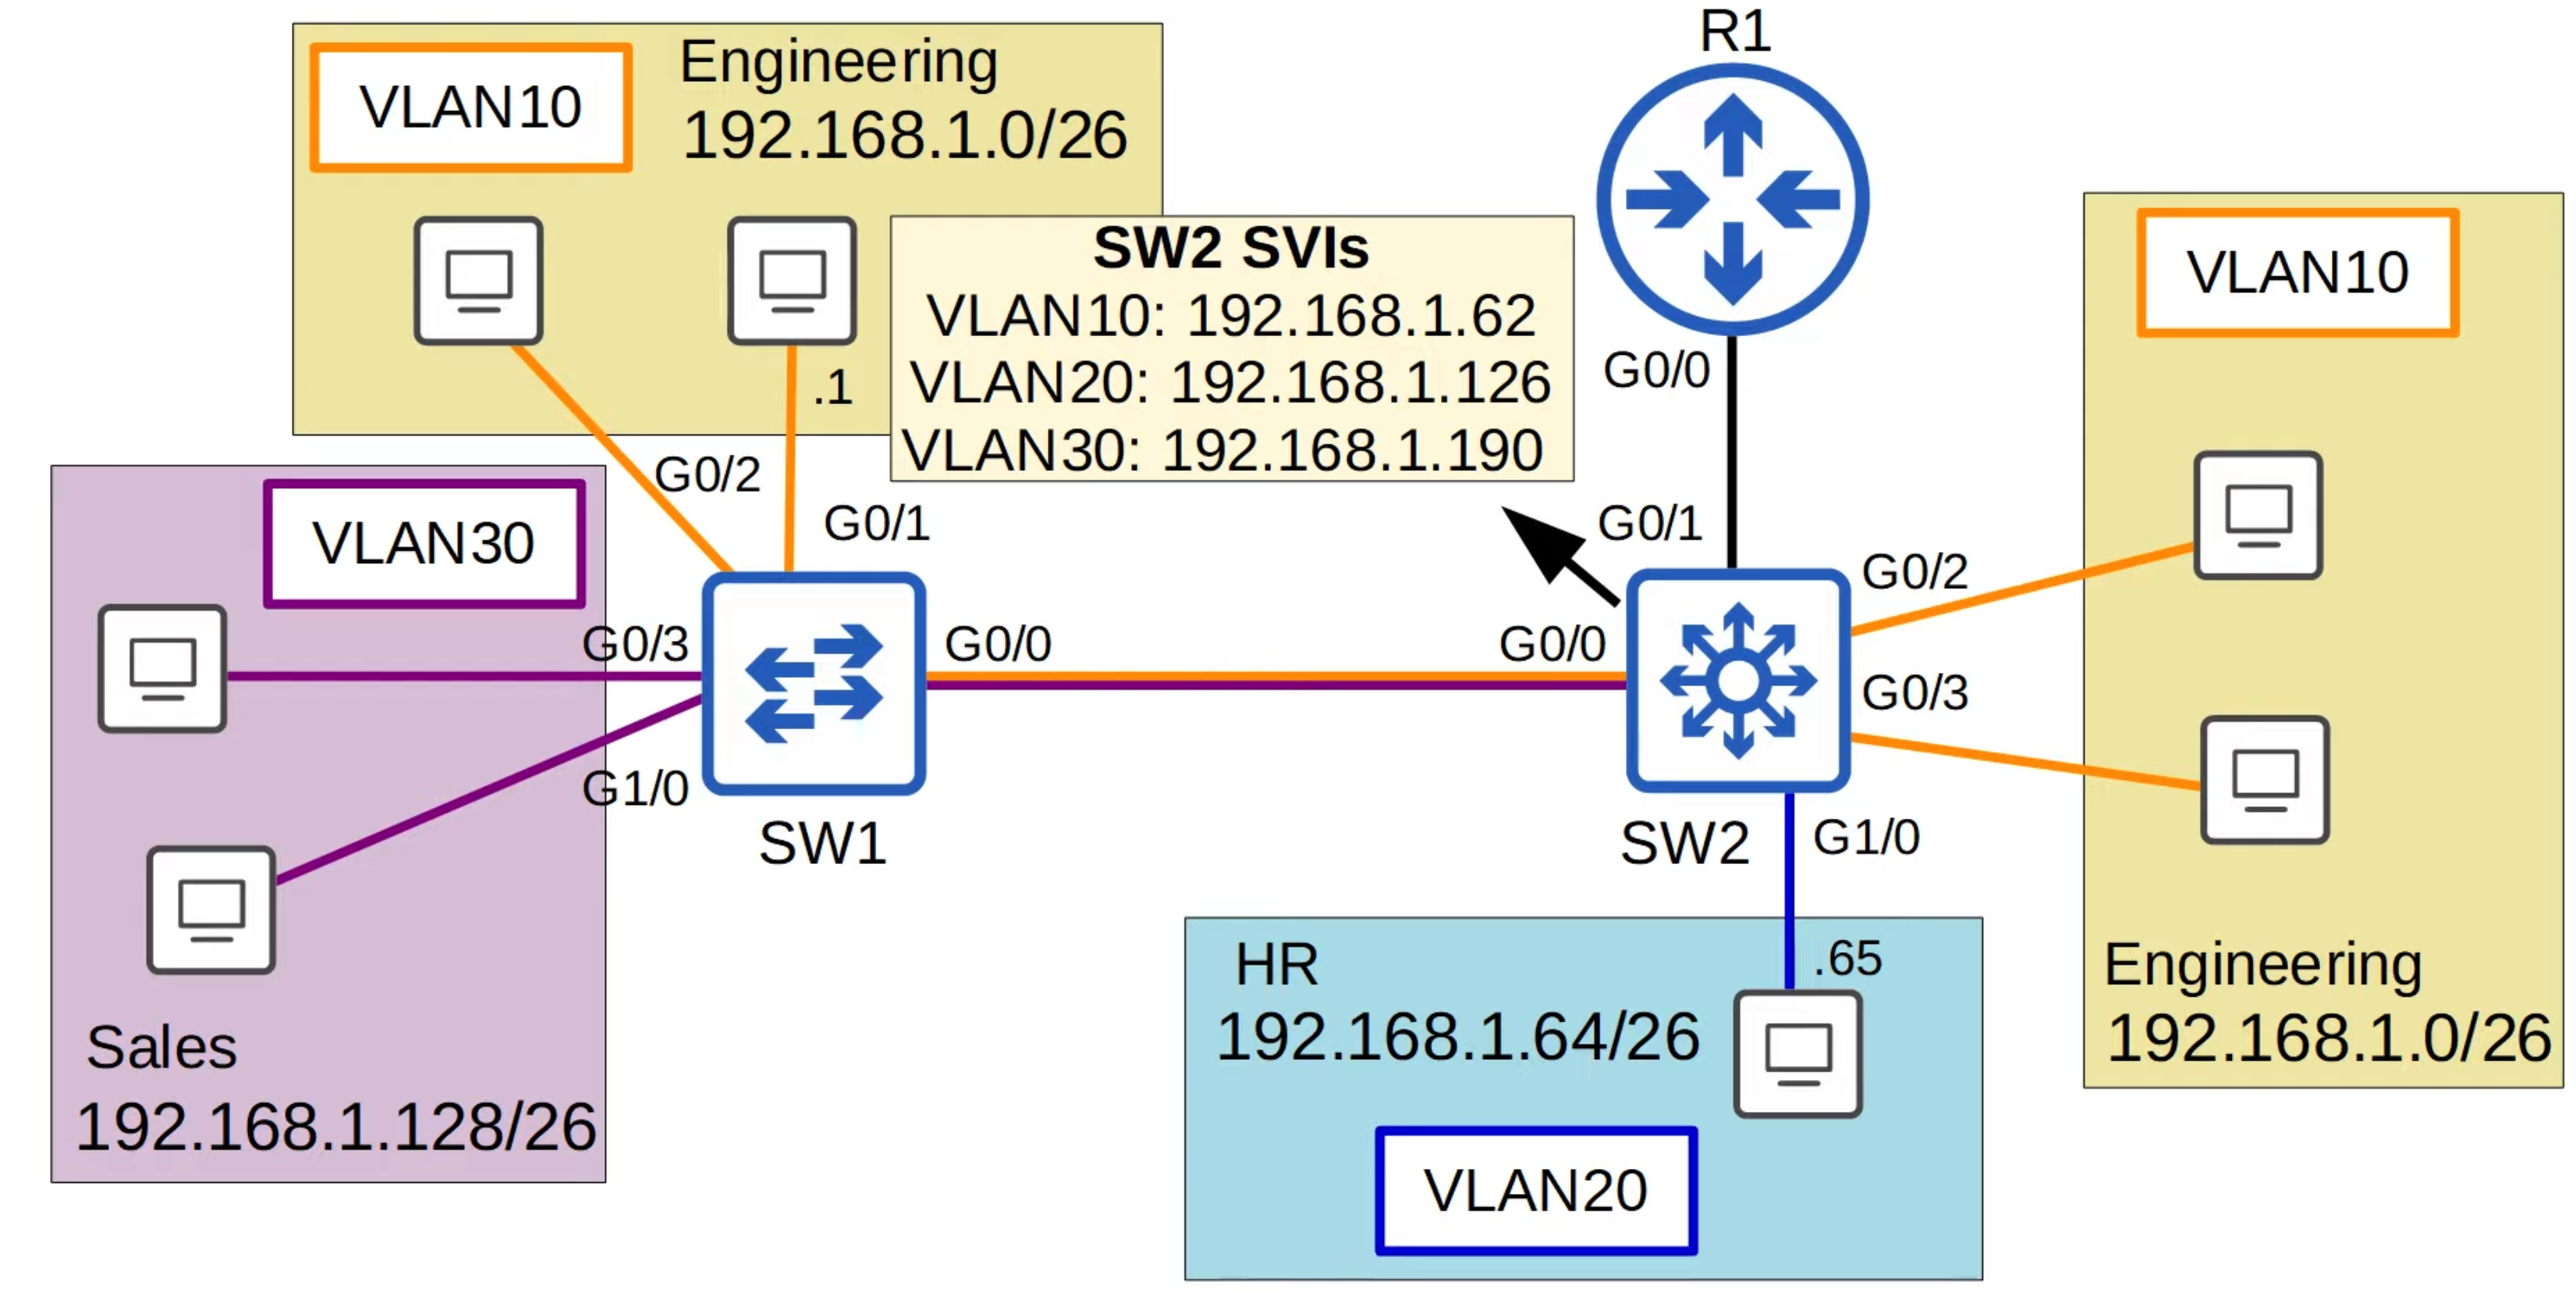 R1
VLAN10
Engineering
192.168.1.0/26
.1
SW2 SVIs
VLAN10: 192.168.1.62
VLAN20: 192.168.1.126
VLAN30: 192.168.1.190
G0/0
VLAN10
VLAN30
G0/2
G0/1
G0/1
G0/2
G0/3
G0/0
G0/0
G0/3
G1/0
SW1
SW2
G1/0
Engineering
192.168.1.0/26
HR
.65
192.168.1.64/26
VLAN20
Sales
192.168.1.128/26